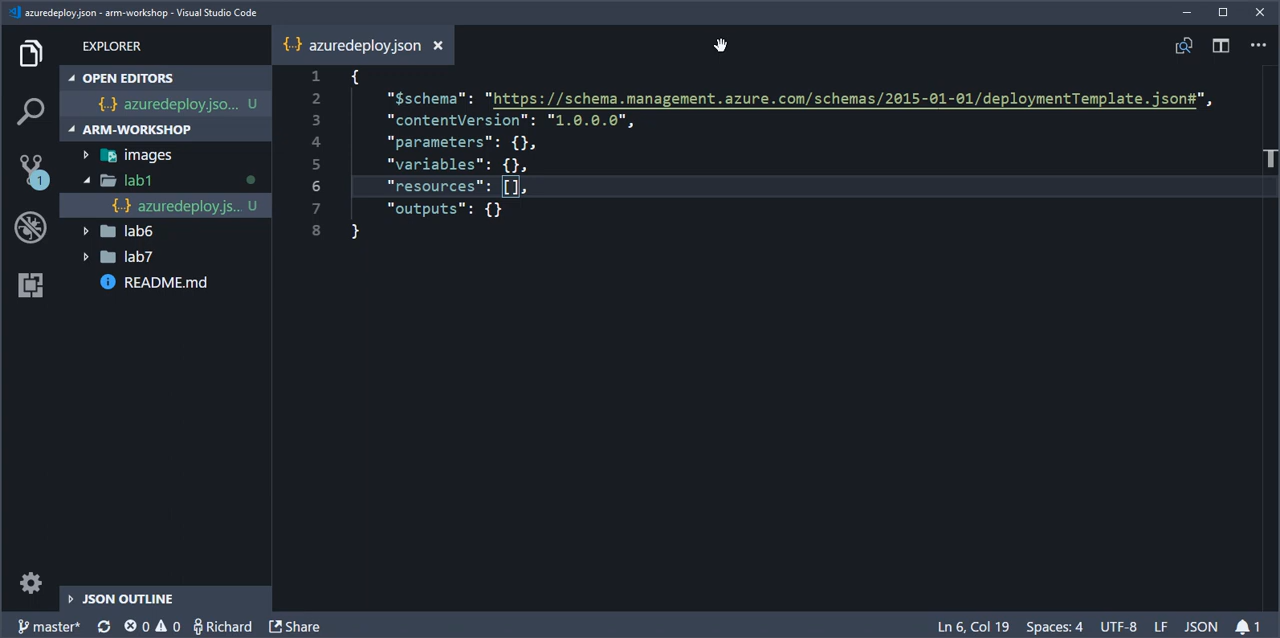 azuredeploy.json - arm-workshop - Visual Studio Code
EXPLORER
OPEN EDITORS
{..} azuredeploy.jso... U
ARM-WORKSHOP
images
lab1
{..} azuredeploy.js... U
lab6
lab7
README.md
JSON OUTLINE
1
{..} azuredeploy.json ×
1 {
2 "$schema": "https://schema.management.azure.com/schemas/2015-01-01/deploymentTemplate.json#",
3 "contentVersion": "1.0.0.0",
4 "parameters": {},
5 "variables": {},
6 "resources": [],
7 "outputs": {}
8 }
master* 0 0 Richard Share Ln 6, Col 19 Spaces: 4 UTF-8 LF JSON 1